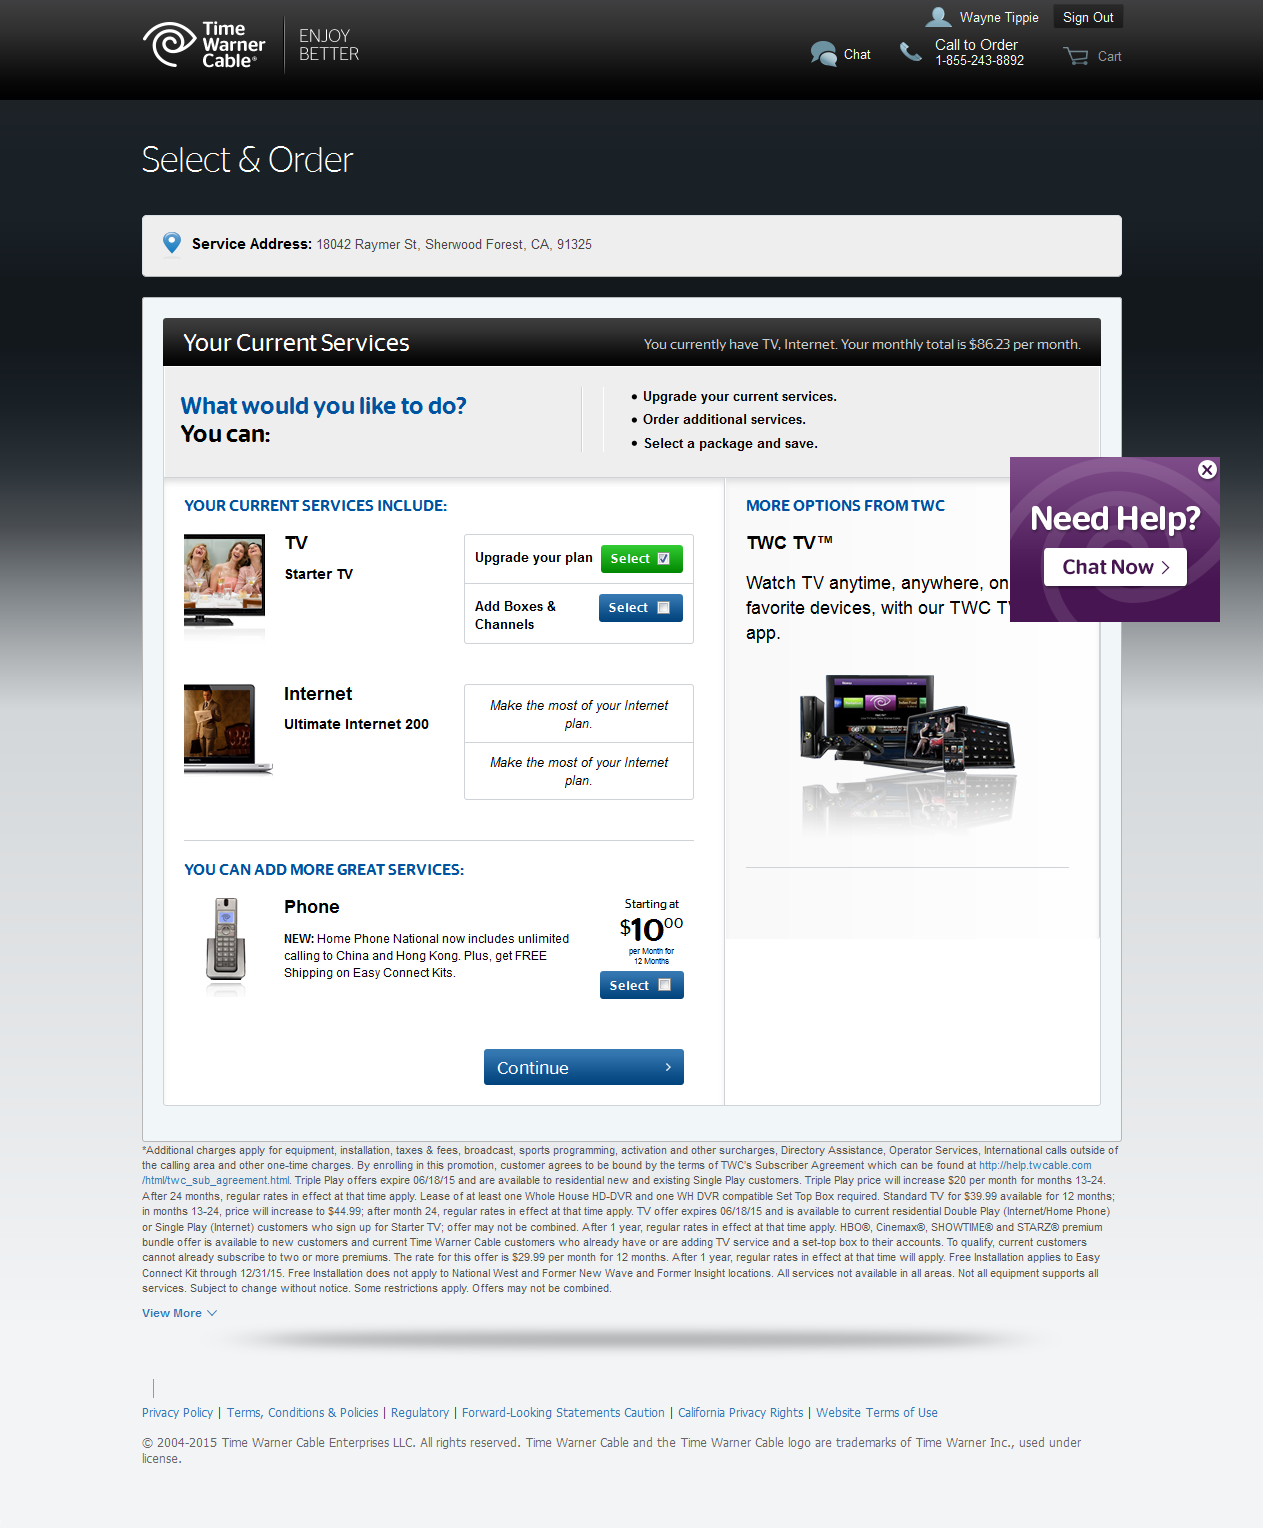 Time Warner Cable®
ENJOY BETTER
Wayne Tippie
Sign Out
Chat
Call to Order
1-855-243-8892
Cart
Select & Order
Service Address: 18042 Raymer St, Sherwood Forest, CA, 91325
Your Current Services
You currently have TV, Internet. Your monthly total is $86.23 per month.
What would you like to do?
You can:
• Upgrade your current services.
• Order additional services.
• Select a package and save.
YOUR CURRENT SERVICES INCLUDE:
TV
Starter TV
Upgrade your plan
Select
Add Boxes &
Channels
Select
Internet
Ultimate Internet 200
Make the most of your Internet
plan.
Make the most of your Internet
plan.
YOU CAN ADD MORE GREAT SERVICES:
Phone
NEW: Home Phone National now includes unlimited
calling to China and Hong Kong. Plus, get FREE
Shipping on Easy Connect Kits.
Starting at
$10 00
per Month for
12 Months
Select
Continue
MORE OPTIONS FROM TWC
TWC TV™
Watch TV anytime, anywhere, on
favorite devices, with our TWC
app.
Need Help?
Chat Now
*Additional charges apply for equipment, installation, taxes & fees, broadcast, sports programming, activation and other surcharges, Directory Assistance, Operator Services, International calls outside of
the calling area and other one-time charges. By enrolling in this promotion, customer agrees to be bound by the terms of TWC's Subscriber Agreement which can be found at http://help.twcable.com
/html/twc_sub_agreement.html. Triple Play offers expire 06/18/15 and are available to residential new and existing Single Play customers. Triple Play price will increase $20 per month for months 13-24.
After 24 months, regular rates in effect at that time apply. Lease of at least one Whole House HD-DVR and one WH DVR compatible Set Top Box required. Standard TV for $39.99 available for 12 months;
in months 13-24, price will increase to $44.99; after month 24, regular rates in effect at that time apply. TV offer expires 06/18/15 and is available to current residential Double Play (Internet/Home Phone)
or Single Play (Internet) customers who sign up for Starter TV; offer may not be combined. After 1 year, regular rates in effect at that time apply. HBO®, Cinemax®, SHOWTIME® and STARZ® premium
bundle offer is available to new customers and current Time Warner Cable customers who already have or are adding TV service and a set-top box to their accounts. To qualify, current customers
cannot already subscribe to two or more premiums. The rate for this offer is $29.99 per month for 12 months. After 1 year, regular rates in effect at that time will apply. Free Installation applies to Easy
Connect Kit through 12/31/15. Free Installation does not apply to National West and Former New Wave and Former Insight locations. All services not available in all areas. Not all equipment supports all
services. Subject to change without notice. Some restrictions apply. Offers may not be combined.
View More
Privacy Policy | Terms, Conditions & Policies | Regulatory | Forward-Looking Statements Caution | California Privacy Rights | Website Terms of Use
© 2004-2015 Time Warner Cable Enterprises LLC. All rights reserved. Time Warner Cable and the Time Warner Cable logo are trademarks of Time Warner Inc., used under
license.